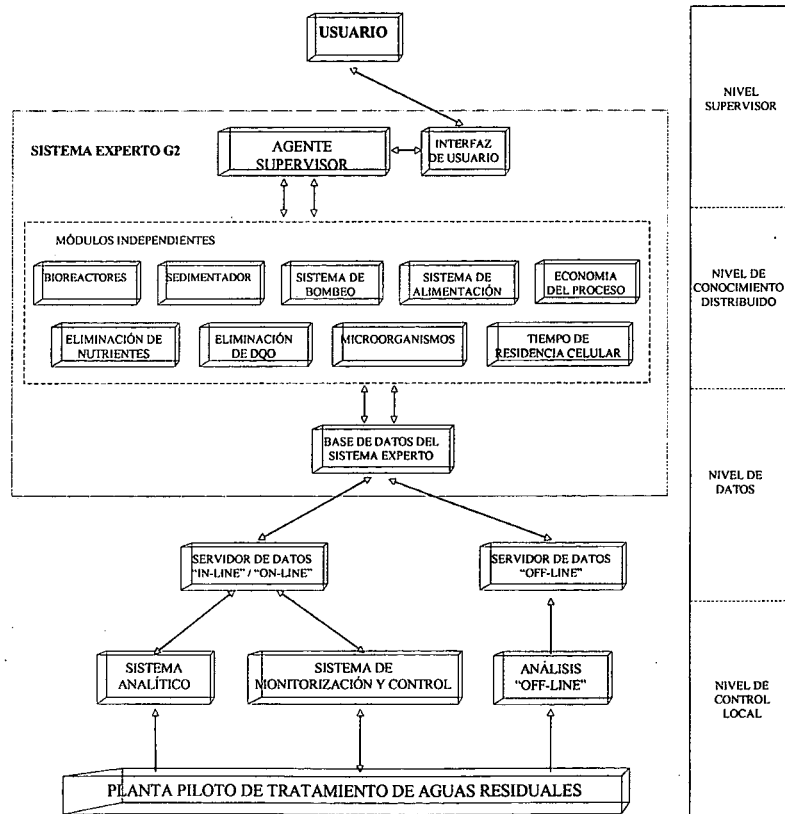 USUARIO
NIVEL
SUPERVISOR
SISTEMA EXPERTO G2
AGENTE
SUPERVISOR
INTERFAZ
DE USUARIO
MÓDULOS INDEPENDIENTES
BIOREACTORES
SEDIMENTADOR
SISTEMA DE
BOMBEO
SISTEMA DE
ALIMENTACIÓN
ECONOMIA
DEL PROCESO
NIVEL DE
CONOCIMIENTO
DISTRIBUIDO
ELIMINACIÓN DE
NUTRIENTES
ELIMINACIÓN
DE DQO
MICROORGANISMOS
TIEMPO DE
RESIDENCIA CELULAR
BASE DE DATOS DEL
SISTEMA EXPERTO
NIVEL DE
DATOS
SERVIDOR DE DATOS
“IN-LINE” / “ON-LINE”
SERVIDOR DE DATOS
“OFF-LINE”
SISTEMA
ANALÍTICO
SISTEMA DE
MONITORIZACIÓN Y CONTROL
ANÁLISIS
“OFF-LINE”
NIVEL DE
CONTROL
LOCAL
PLANTA PILOTO DE TRATAMIENTO DE AGUAS RESIDUALES